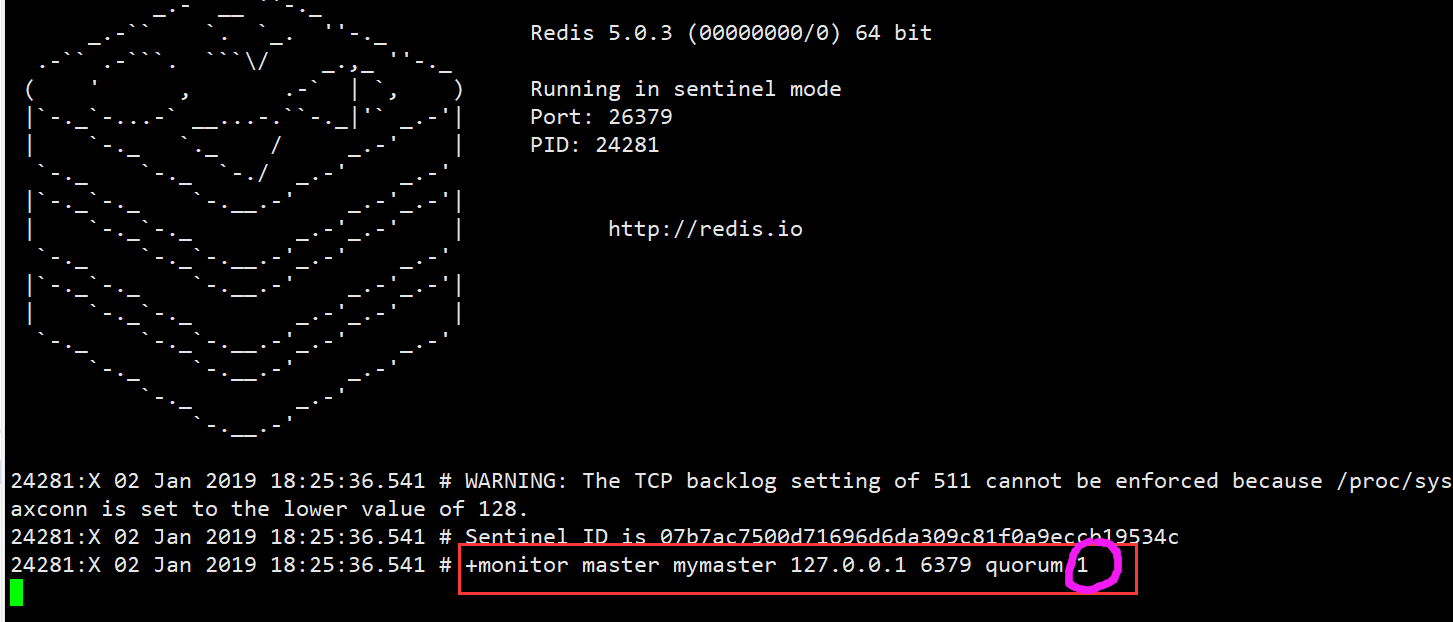 Redis 5.0.3 (00000000/0) 64 bit
Running in sentinel mode
Port: 26379
PID: 24281
http://redis.io
24281:X 02 Jan 2019 18:25:36.541 # WARNING: The TCP backlog setting of 511 cannot be enforced because /proc/sys
axconn is set to the lower value of 128.
24281:X 02 Jan 2019 18:25:36.541 # Sentinel ID is 07b7ac7500d71696d6da309c81f0a9eccb19534c
24281:X 02 Jan 2019 18:25:36.541 # +monitor master mymaster 127.0.0.1 6379 quorum 1